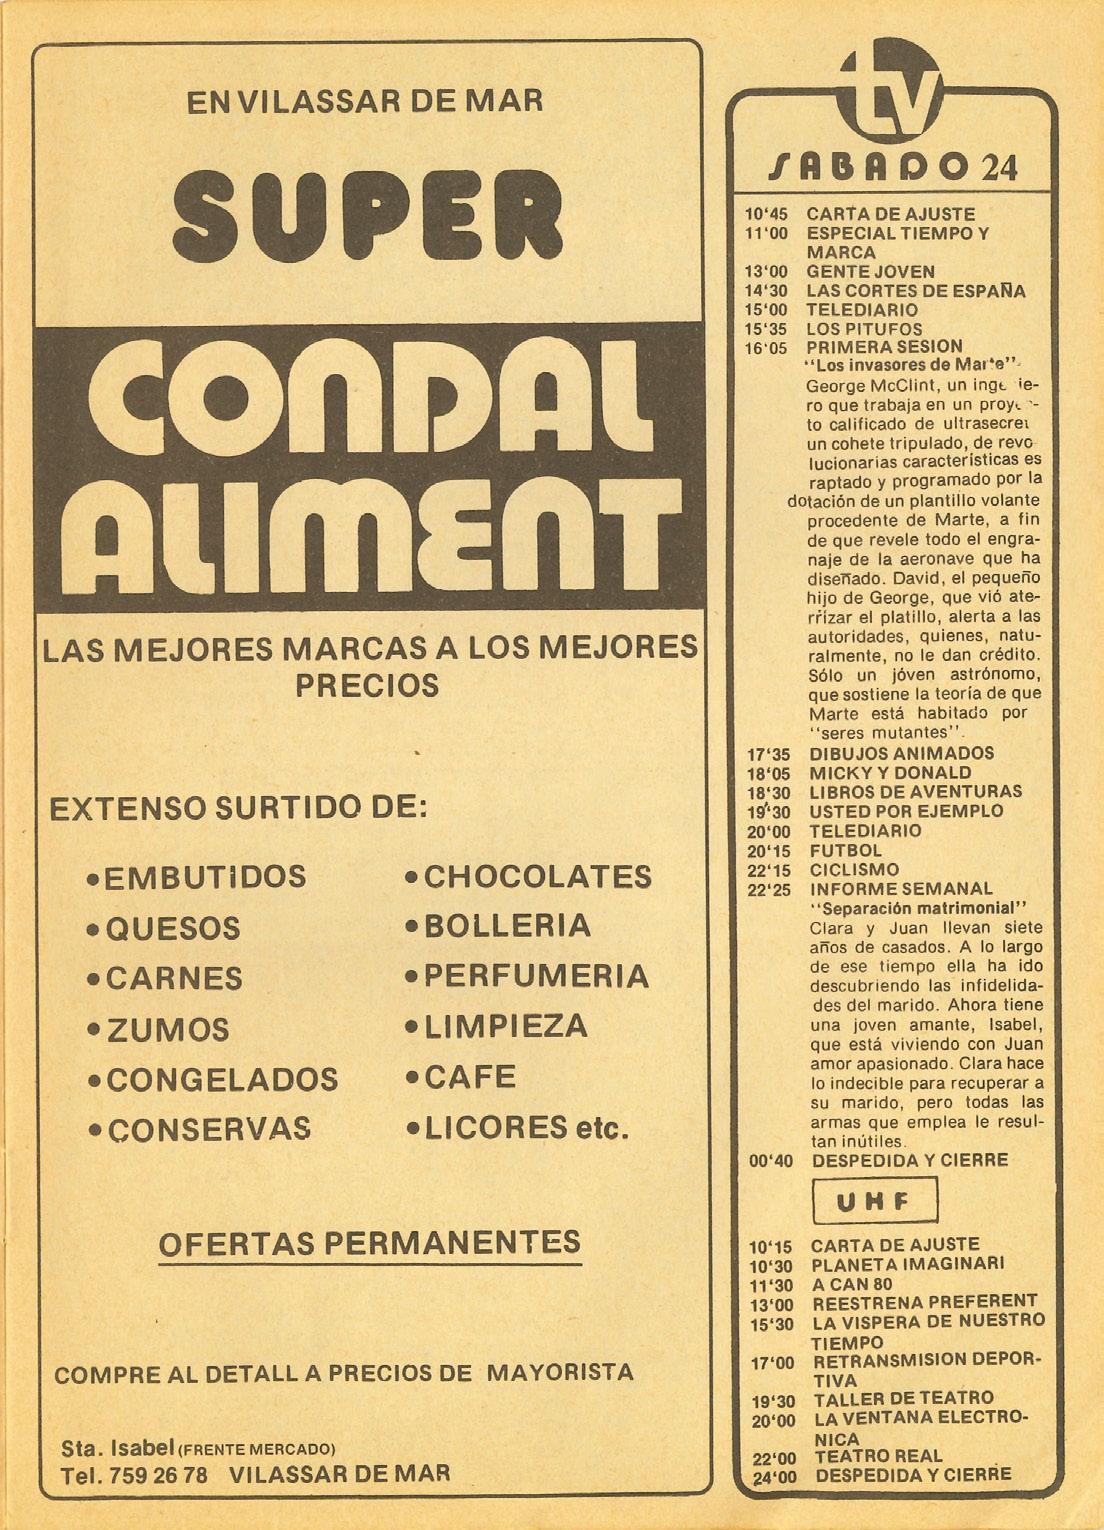 EN VILASSAR DE MAR
SUPER
CONDAL
ALIMENT
LAS MEJORES MARCAS A LOS MEJORES
PRECIOS
EXTENSO SURTIDO DE:
•EMBUTIDOS
•QUESOS
•CARNES
•ZUMOS
•CONGELADOS
•CONSERVAS
•CHOCOLATES
•BOLLERIA
•PERFUMERIA
•LIMPIEZA
•CAFE
•LICORES etc.
OFERTAS PERMANENTES
COMPRE AL DETALL A PRECIOS DE MAYORISTA
Sta. Isabel (FRENTE MERCADO)
Tel. 759 26 78 VILASSAR DE MAR
tv
SABADO 24
10'45 CARTA DE AJUSTE
11'00 ESPECIAL TIEMPO Y
MARCA
13'00 GENTE JOVEN
14'30 LAS CORTES DE ESPAÑA
15'00 TELEDIARIO
15'35 LOS PITUFOS
16'05 PRIMERA SESION
"Los invasores de Marte"
George McClint, un ingenie-
ro que trabaja en un proyec-
to calificado de ultrasecret
un cohete tripulado, de revo
lucionarias características es
raptado y programado por la
dotación de un plantillo volante
procedente de Marte, a fin
de que revele todo el engra-
naje de la aeronave que ha
diseñado. David, el pequeño
hijo de George, que vió ate-
rrizar el platillo, alerta a las
autoridades, quienes, natu-
ralmente, no le dan crédito.
Sólo un jóven astrónomo,
que sostiene la teoría de que
Marte está habitado por
"seres mutantes".
17'35 DIBUJOS ANIMADOS
18'05 MICKY Y DONALD
18'30 LIBROS DE AVENTURAS
19'30 USTED POR EJEMPLO
20'00 TELEDIARIO
20'15 FUTBOL
22'15 CICLISMO
22'25 INFORME SEMANAL
"Separación matrimonial"
Clara y Juan llevan siete
años de casados. A lo largo
de ese tiempo ella ha ido
descubriendo las infidelida-
des del marido. Ahora tiene
una joven amante, Isabel,
que está viviendo con Juan
amor apasionado. Clara hace
lo indecible para recuperar a
su marido, pero todas las
armas que emplea le resul-
tan inútiles.
00'40 DESPEDIDA Y CIERRE
UHF
10'15 CARTA DE AJUSTE
10'30 PLANETA IMAGINARI
11'30 A CAN 80
13'00 REESTRENA PREFERENT
15'30 LA VISPERA DE NUESTRO
TIEMPO
17'00 RETRANSMISION DEPOR-
TIVA
19'30 TALLER DE TEATRO
20'00 LA VENTANA ELECTRO-
NICA
22'00 TEATRO REAL
24'00 DESPEDIDA Y CIERRE